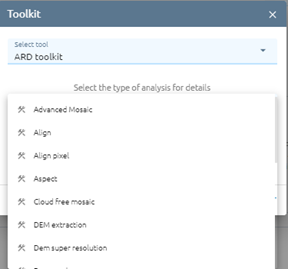 Toolkit
Select tool
ARD toolkit
Select the type of analysis for details
Advanced Mosaic
Align
Align pixel
Aspect
Cloud free mosaic
DEM extraction
Dem super resolution